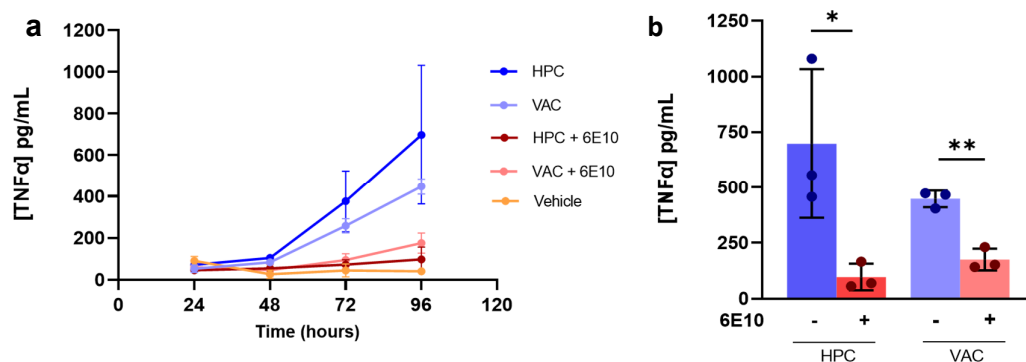 a
[TNFα] pg/mL
1200
1000
800
600
400
200
0
0 24 48 72 96 120
Time (hours)
HPC
VAC
HPC + 6E10
VAC + 6E10
Vehicle
b
[TNFα] pg/mL
1250
1000
750
500
250
0
* **
6E10 - + - +
HPC VAC